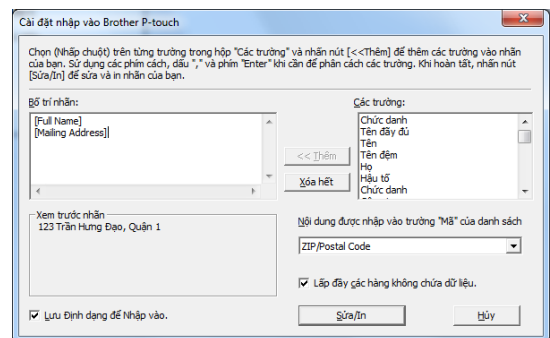 Cài đặt nhập vào Brother P-touch
Chọn (Nhấp chuột) trên từng trường trong hộp "Các trường" và nhấn nút [<<Thêm] để thêm các trường vào nhãn
của bạn. Sử dụng các phím cách, dấu "," và phím "Enter" khi cần để phân cách các trường. Khi hoàn tất, nhấn nút
[Sửa/In] để sửa và in nhãn của bạn.
Bố trí nhãn:
[Full Name]
[Mailing Address]
<< Thêm
Xóa hết
Các trường:
Chức danh
Tên đầy đủ
Tên
Tên đệm
Họ
Hậu tố
Chức danh
Xem trước nhãn
123 Trần Hưng Đạo, Quận 1
Nội dung được nhập vào trường "Mã" của danh sách
ZIP/Postal Code
Lấp đầy các hàng không chứa dữ liệu.
Lưu Định dạng để Nhập vào.
Sửa/In
Hủy